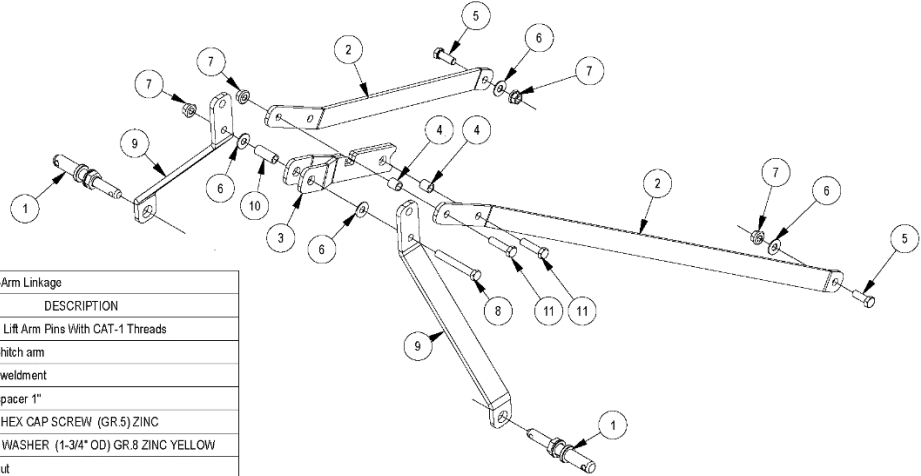 5
2
6
7
7
7
9
6
10
4
4
3
1
6
2
7
6
5
8
11
11
9
1
-Arm Linkage
DESCRIPTION
Lift Arm Pins With CAT-1 Threads
hitch arm
weldment
spacer 1"
HEX CAP SCREW (GR.5) ZINC
WASHER (1-3/4" OD) GR.8 ZINC YELLOW